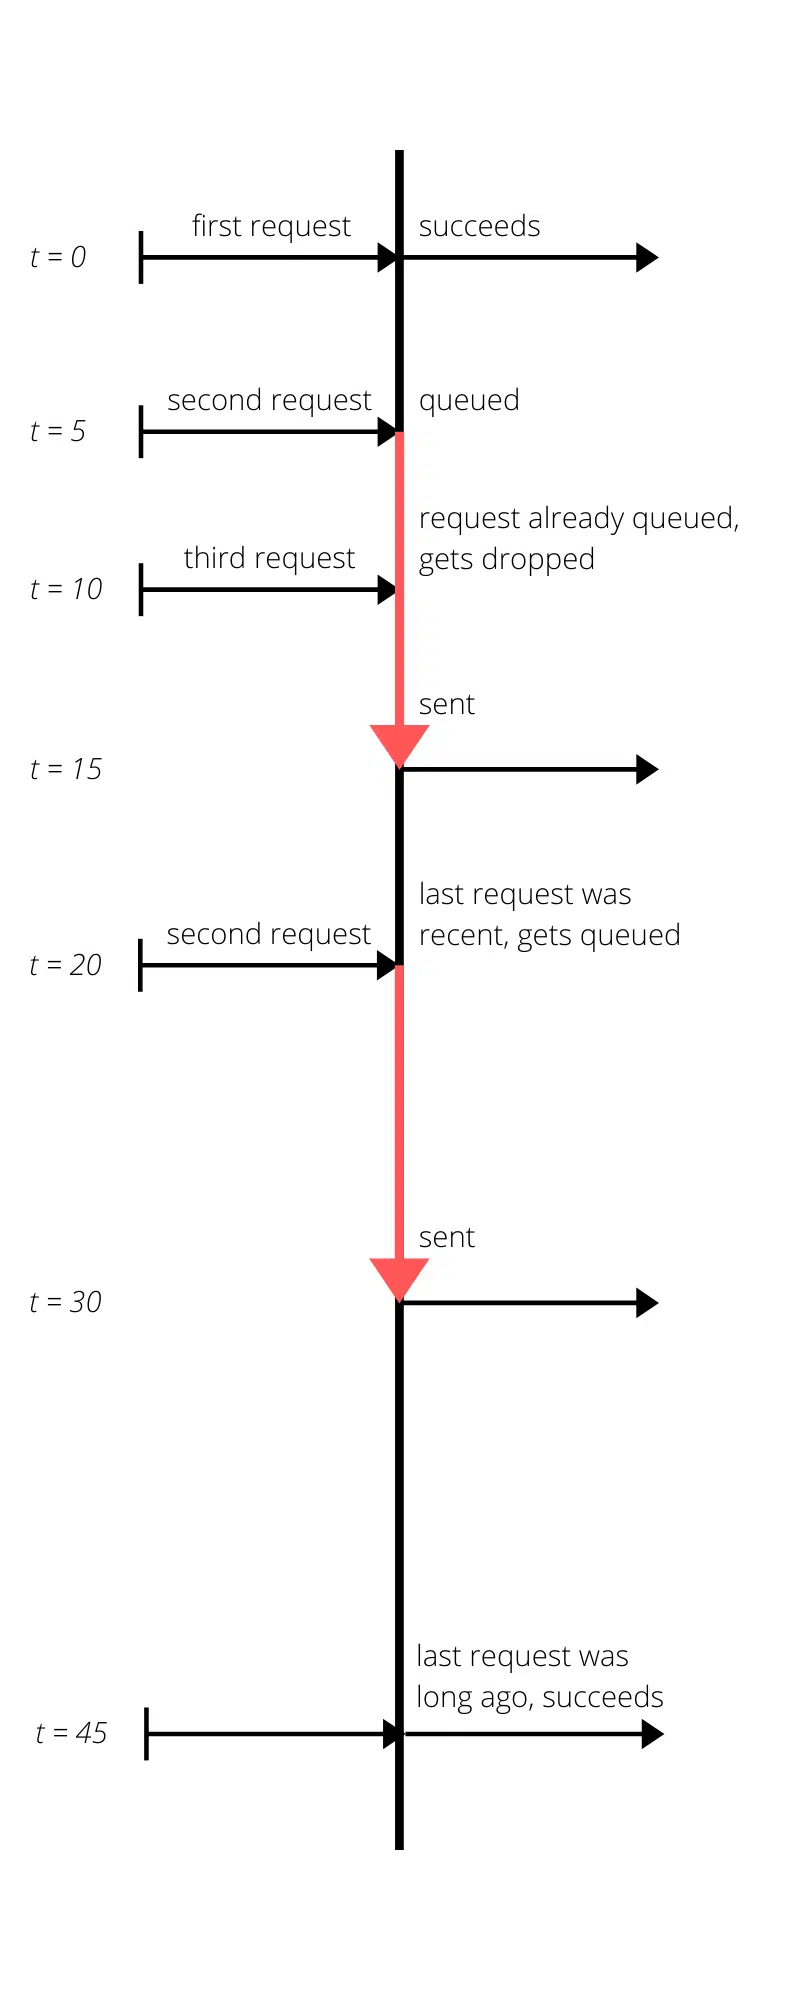 first request
succeeds
t = 0
second request
queued
t = 5
request already queued,
gets dropped
third request
t = 10
sent
t = 15
last request was
recent, gets queued
second request
t = 20
sent
t = 30
last request was
long ago, succeeds
t = 45